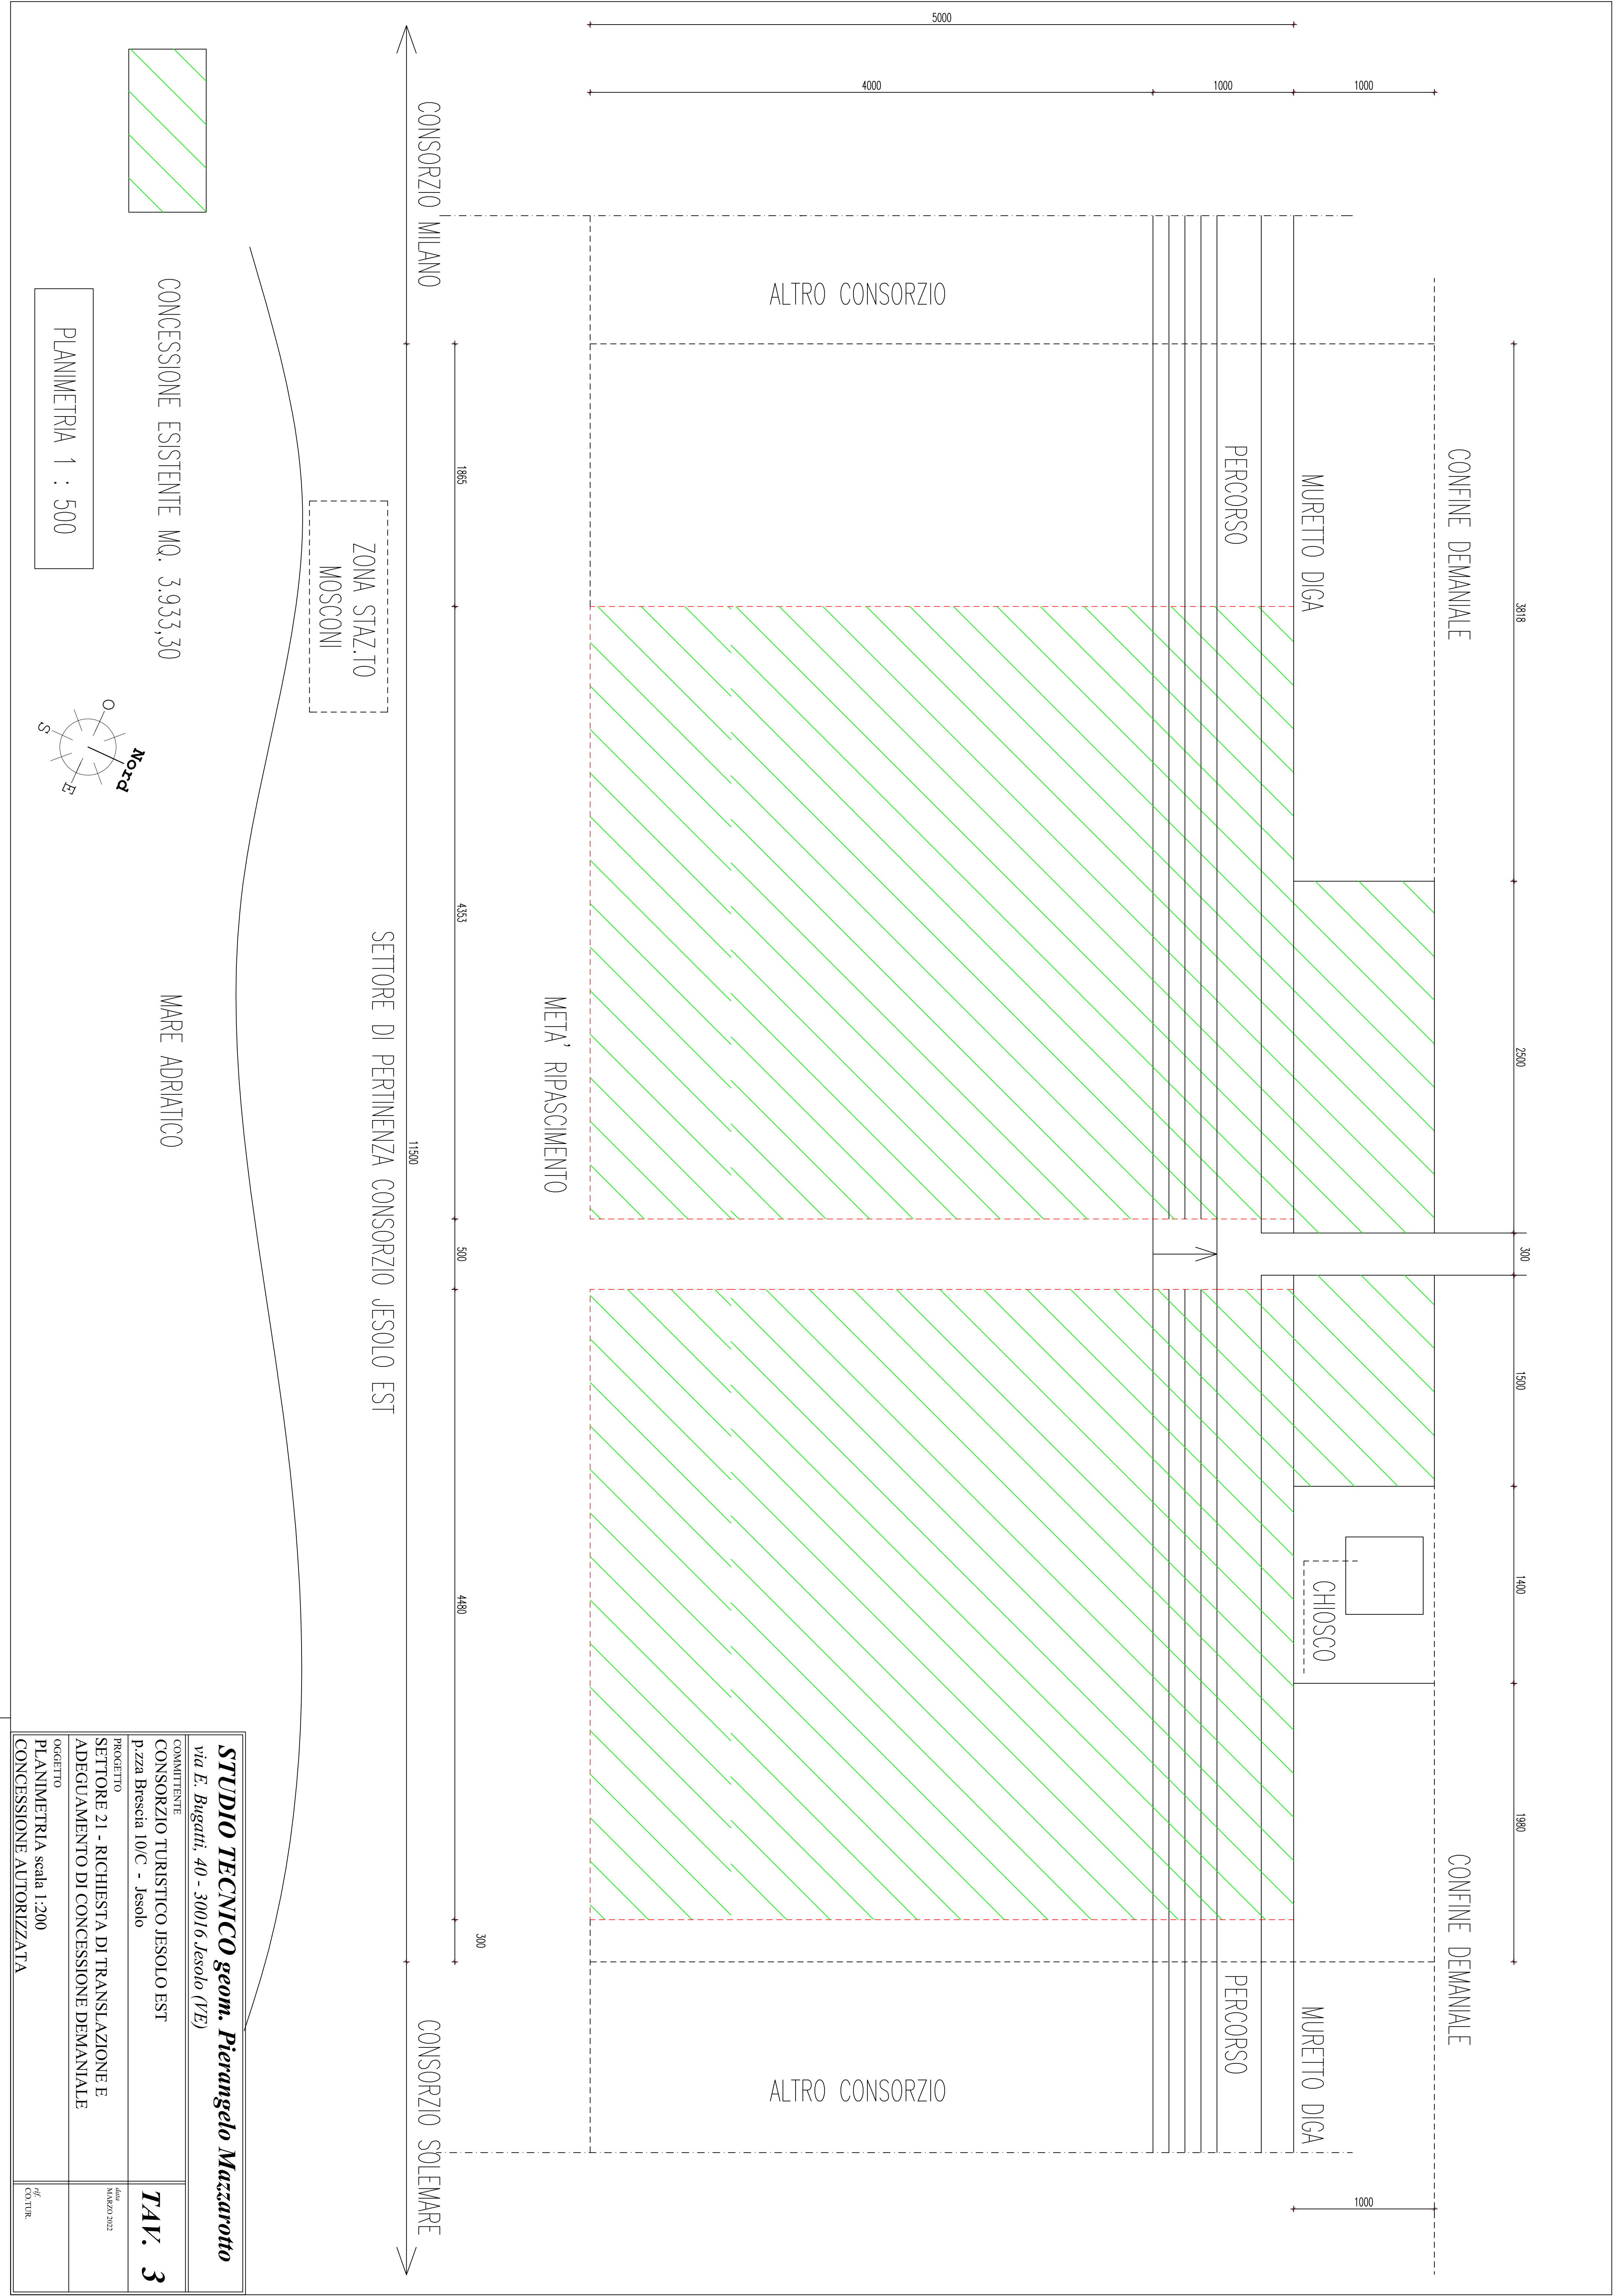 CONFINE DEMANIALE
CONFINE DEMANIALE
3818
2500
300
1500
1400
1980
MURETTO DIGA
MURETTO DIGA
CHIOSCO
PERCORSO
PERCORSO
5000
4000
1000
1000
1000
ALTRO CONSORZIO
ALTRO CONSORZIO
META' RIPASCIMENTO
1865
4353
500
4480
300
CONSORZIO MILANO
11500
CONSORZIO SOLEMARE
SETTORE DI PERTINENZA CONSORZIO JESOLO EST
ZONA STAZ.TO
MOSCONI
MARE ADRIATICO
CONCESSIONE ESISTENTE MQ. 3.933,30
PLANIMETRIA 1 : 500
Nord
O
S
E
STUDIO TECNICO geom. Pierangelo Mazzarotto
via E. Bugatti, 40 - 30016 Jesolo (VE)
COMMITTENTE
CONSORZIO TURISTICO JESOLO EST
p.zza Brescia 10/C - Jesolo
TAV. 3
PROGETTO
SETTORE 21 - RICHIESTA DI TRANSLAZIONE E
ADEGUAMENTO DI CONCESSIONE DEMANIALE
data
MARZO 2022
OGGETTO
PLANIMETRIA scala 1:200
CONCESSIONE AUTORIZZATA
rif.
CO.TUR.